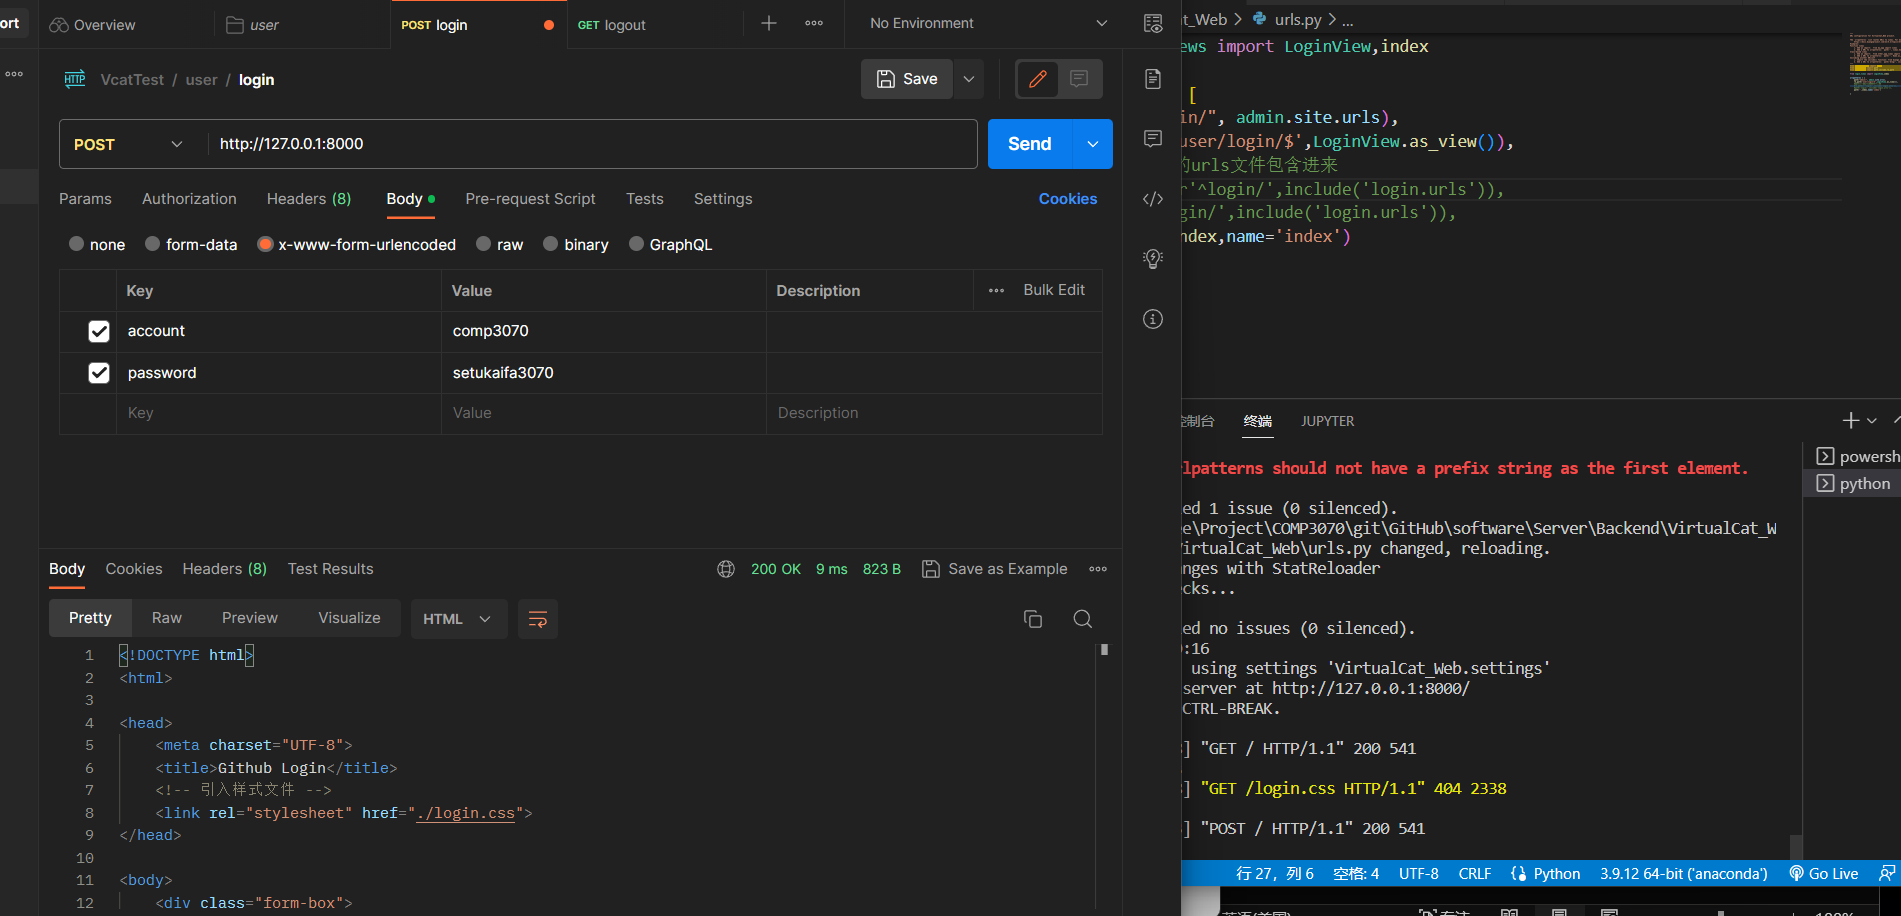 ort
Overview
user
POST login
GET logout
No Environment
VcatTest / user / login
Save
POST
http://127.0.0.1:8000
Send
Params
Authorization
Headers (8)
Body
Pre-request Script
Tests
Settings
Cookies
none
form-data
x-www-form-urlencoded
raw
binary
GraphQL
Key
Value
Description
Bulk Edit
account
comp3070
password
setukaifa3070
Key
Value
Description
Body
Cookies
Headers (8)
Test Results
200 OK
9 ms
823 B
Save as Example
Pretty
Raw
Preview
Visualize
HTML
1 <!DOCTYPE html>
2 <html>
3
4 <head>
5 <meta charset="UTF-8">
6 <title>Github Login</title>
7 <!-- 引入样式文件 -->
8 <link rel="stylesheet" href="./login.css">
9 </head>
10
11 <body>
12 <div class="form-box">
at_Web > urls.py > ...
ews import LoginView,index
[
in/", admin.site.urls),
user/login/$',LoginView.as_view()),
的urls文件包含进来
r'^login/',include('login.urls')),
gin/',include('login.urls')),
ndex,name='index')
控制台
终端
JUPYTER
powersh
python
rlpatterns should not have a prefix string as the first element.
ed 1 issue (0 silenced).
e\Project\COMP3070\git\GitHub\software\Server\Backend\VirtualCat_W
VirtualCat_Web\urls.py changed, reloading.
nges with StatReloader
cks...
ed no issues (0 silenced).
:16
using settings 'VirtualCat_Web.settings'
server at http://127.0.0.1:8000/
CTRL-BREAK.
] "GET / HTTP/1.1" 200 541
] "GET /login.css HTTP/1.1" 404 2338
] "POST / HTTP/1.1" 200 541
行 27，列 6
空格: 4
UTF-8
CRLF
Python
3.9.12 64-bit ('anaconda')
Go Live